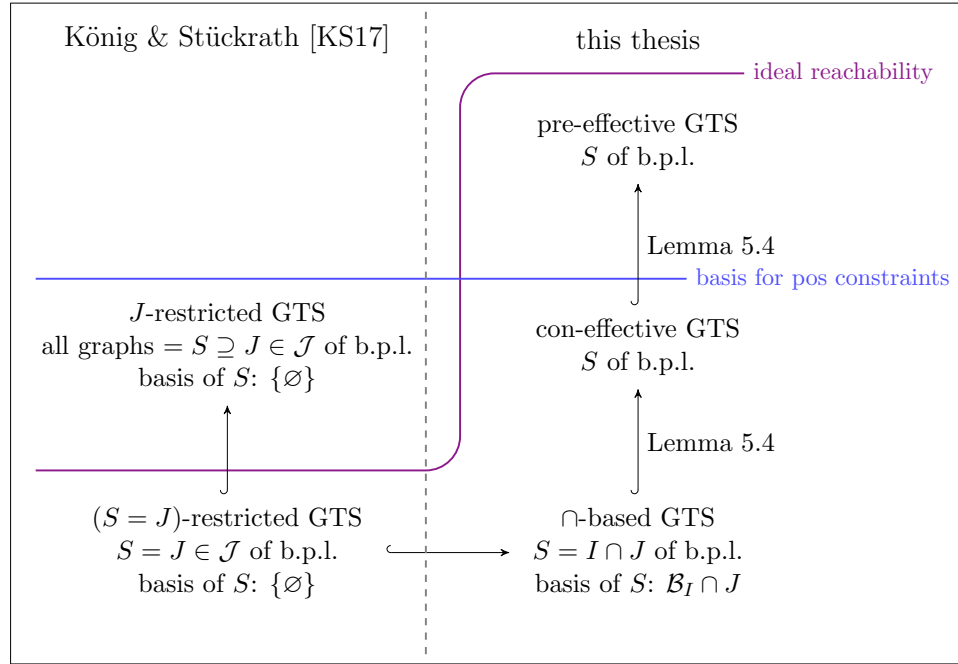 König & Stückrath [KS17]
this thesis
ideal reachability
pre-effective GTS
S of b.p.l.
Lemma 5.4
basis for pos constraints
J-restricted GTS
all graphs = S ⊇ J ∈ 𝒥 of b.p.l.
basis of S: {∅}
con-effective GTS
S of b.p.l.
Lemma 5.4
(S = J)-restricted GTS
S = J ∈ 𝒥 of b.p.l.
basis of S: {∅}
∩-based GTS
S = I ∩ J of b.p.l.
basis of S: ℬ_I ∩ J